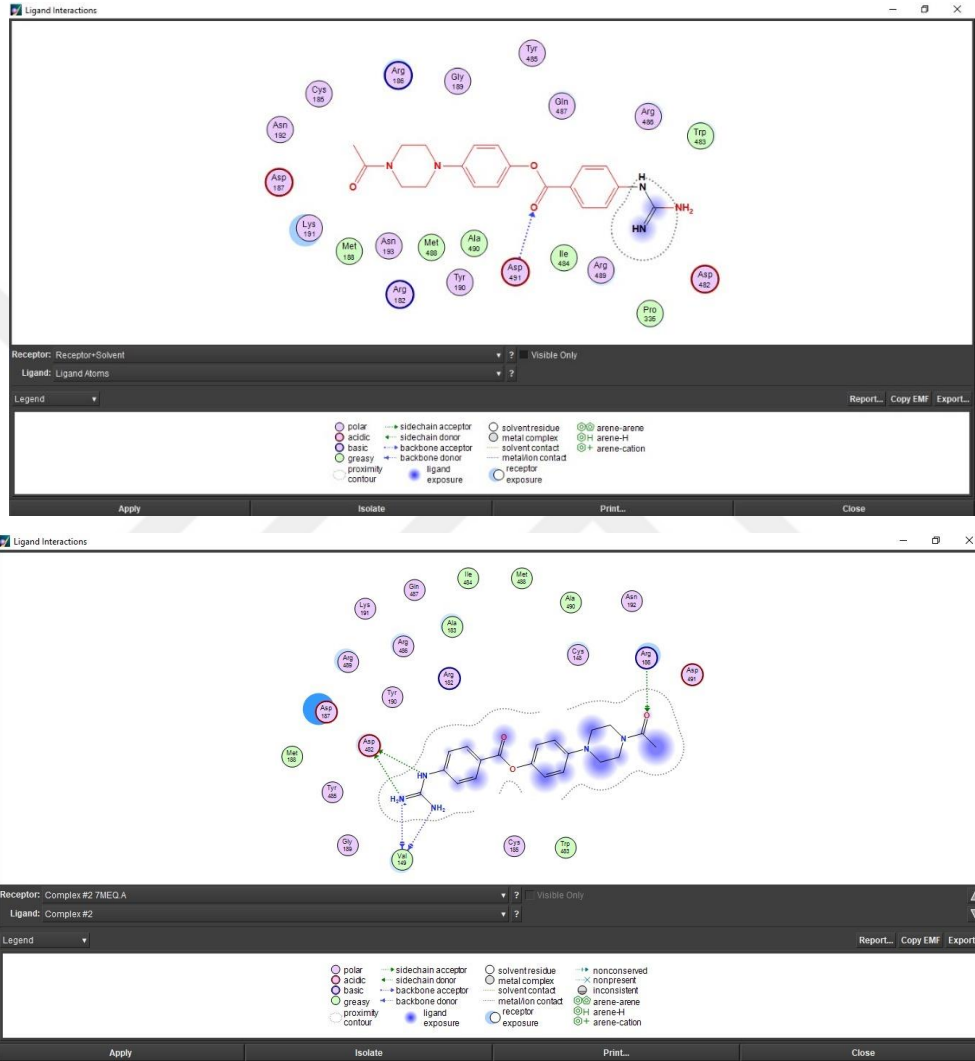 Ligand Interactions
Tyr
485
Arg
186
Gly
189
Cys
185
Gln
487
Arg
486
Asn
192
Trp
483
H
N
N
O
N
NH2
Asp
187
O
O
HN
Lys
191
Met
188
Asn
193
Met
488
Ala
490
Asp
491
Ile
484
Arg
489
Asp
482
Tyr
190
Arg
182
Pro
335
Receptor: Receptor+Solvent ? Visible Only
Ligand: Ligand Atoms ?
Legend Report... Copy EMF Export...
polar sidechain acceptor solvent residue arene-arene
acidic sidechain donor metal complex arene-H
basic backbone acceptor solvent contact arene-cation
greasy backbone donor metal/ion contact
proximity contour ligand exposure receptor exposure
Apply Isolate Print... Close
Ligand Interactions
Ile
484
Met
488
Gln
487
Ala
490
Asn
192
Lys
191
Ala
183
Arg
486
Cys
148
Arg
489
Arg
182
Asp
491
Tyr
190
Asp
187
O
O
Asp
482
N
N
Met
188
O
HN
H2N
NH2
Tyr
485
Gly
189
Val
149
Cys
185
Trp
483
Receptor: Complex #2 7MEQ.A ? Visible Only
Ligand: Complex #2 ?
Legend Report... Copy EMF Export
polar sidechain acceptor solvent residue nonconserved
acidic sidechain donor metal complex nonpresent
basic backbone acceptor solvent contact inconsistent
greasy backbone donor metal/ion contact arene-arene
proximity contour ligand exposure receptor exposure arene-H
arene-cation
Apply Isolate Print... Close